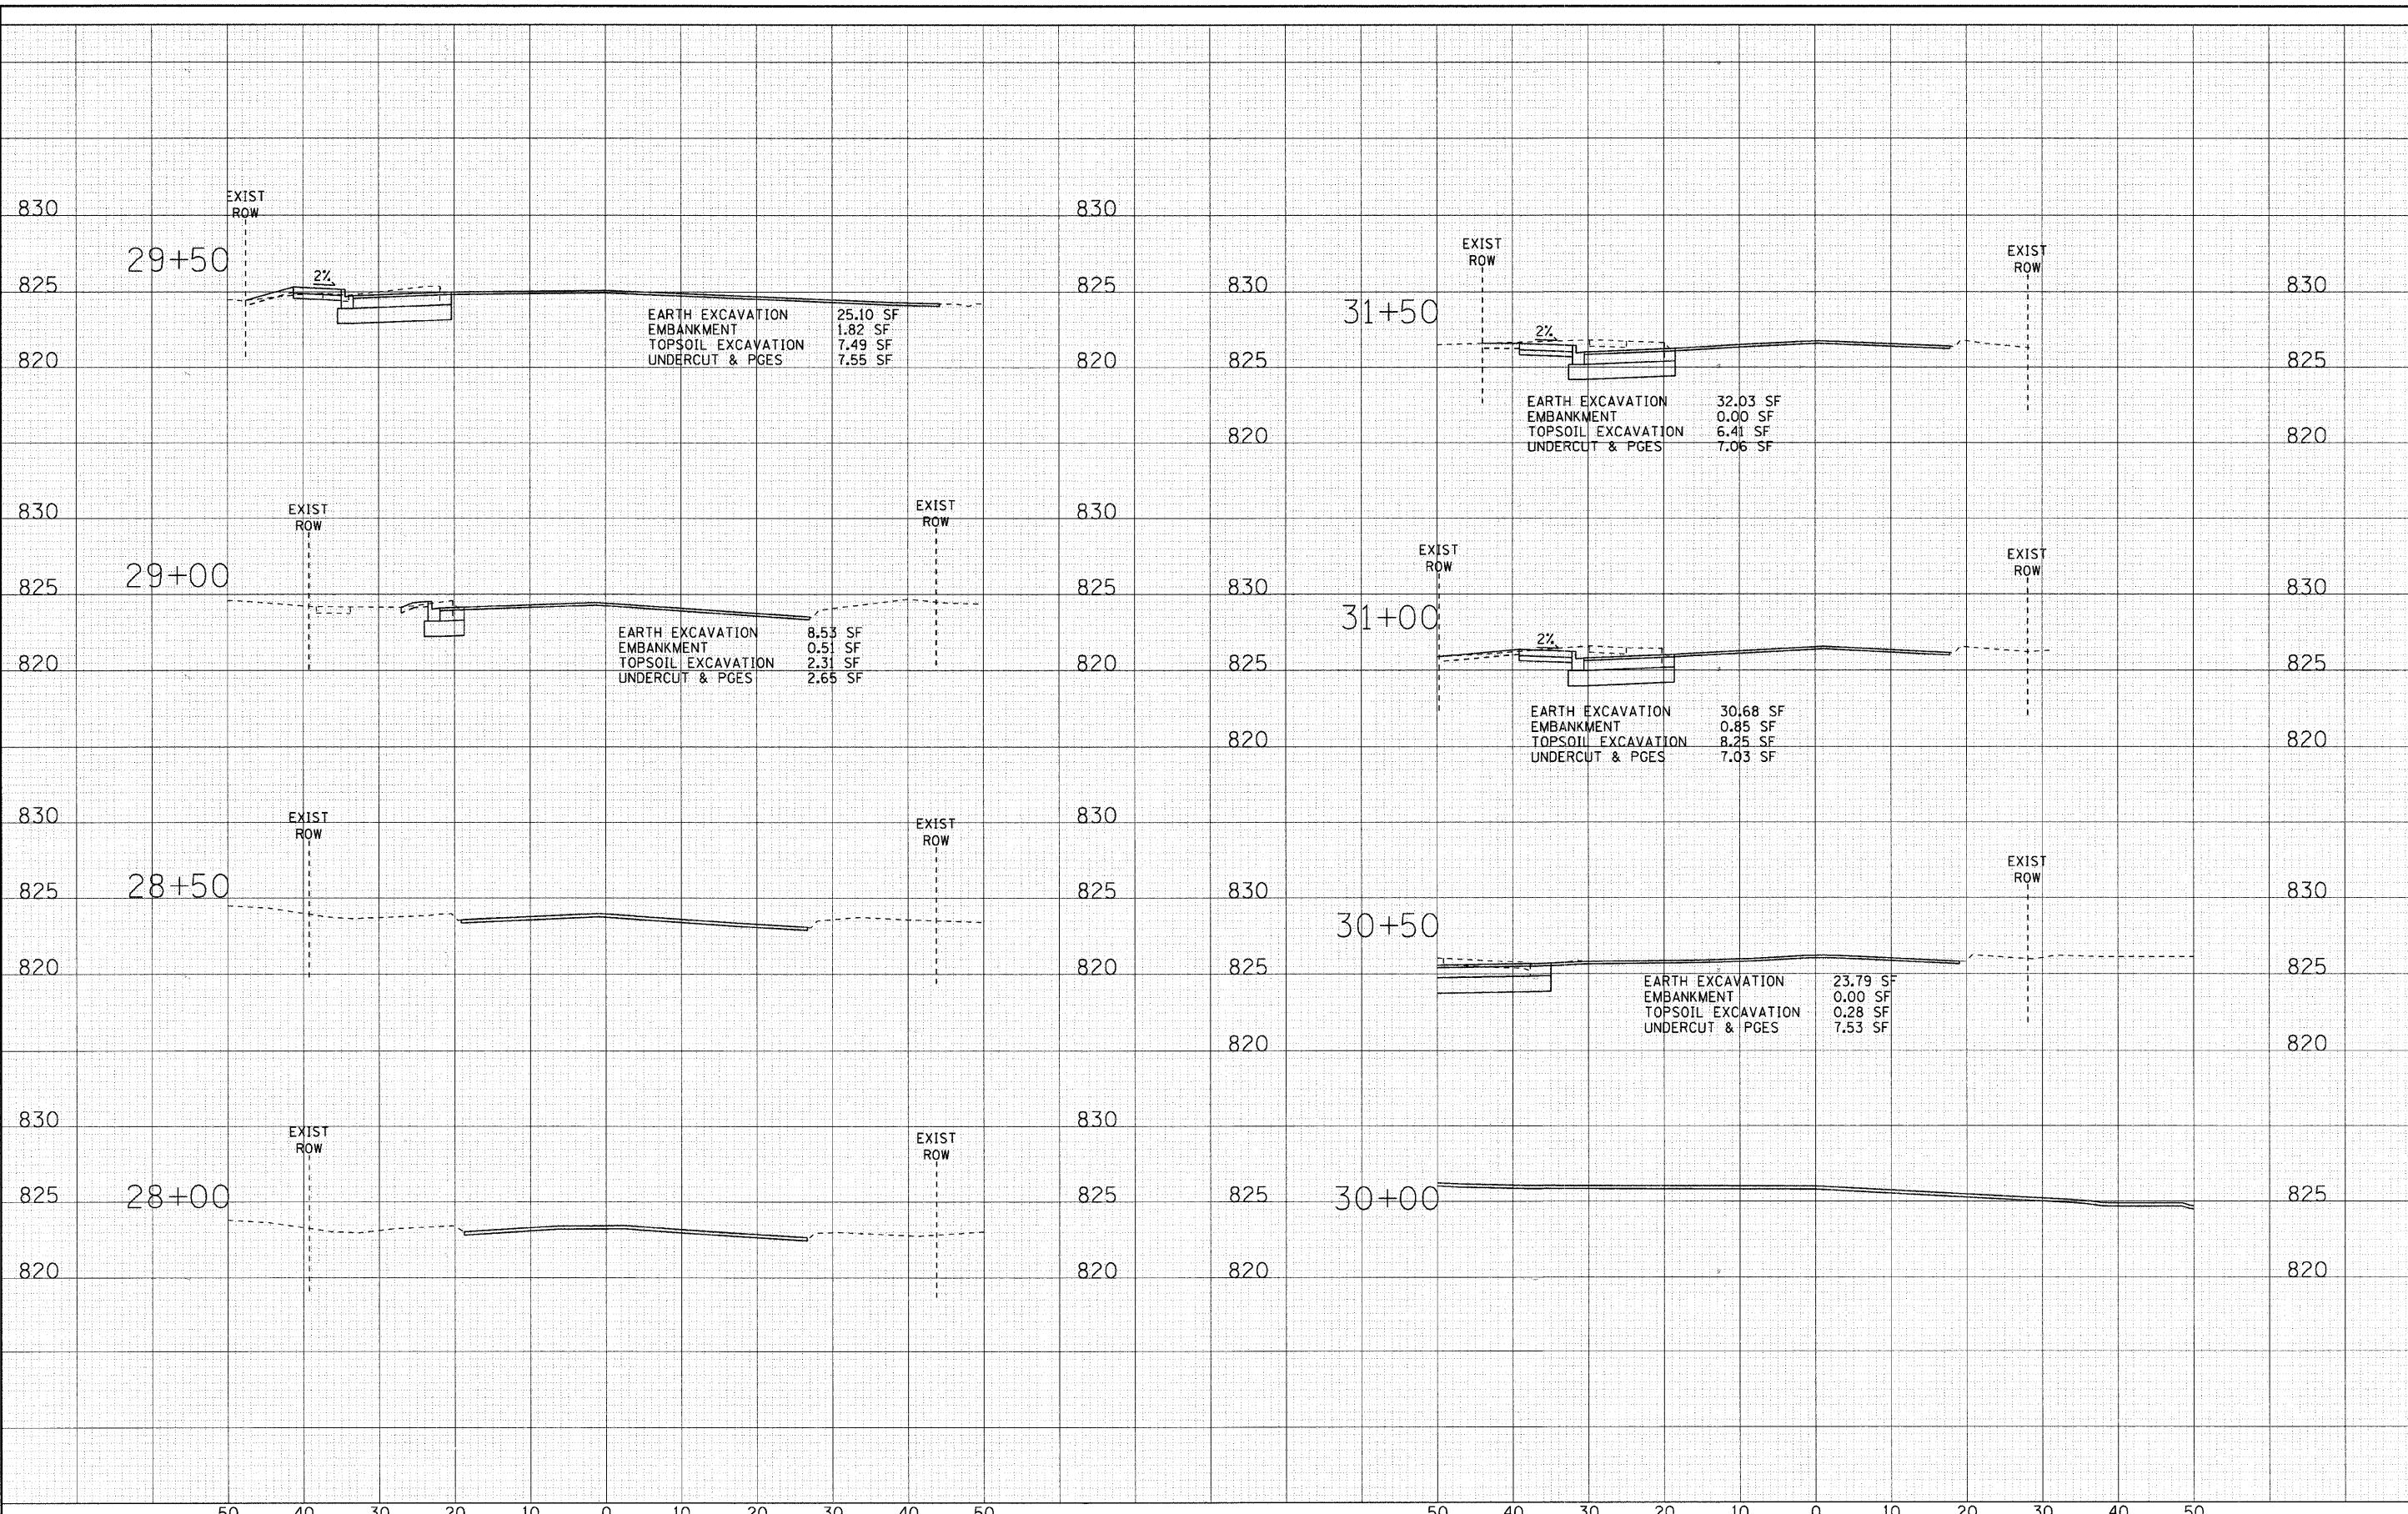 EXIST
ROW
830 830
29+50
2%
825 825
EARTH EXCAVATION 25.10 SF
EMBANKMENT 1.82 SF
TOPSOIL EXCAVATION 7.49 SF
UNDERCUT & PGES 7.55 SF
820 820
EXIST
ROW
EXIST
ROW
830 830
29+00
825 825
EARTH EXCAVATION 8.53 SF
EMBANKMENT 0.51 SF
TOPSOIL EXCAVATION 2.31 SF
UNDERCUT & PGES 2.65 SF
820 820
EXIST
ROW
EXIST
ROW
830 830
28+50
825 825
820 820
EXIST
ROW
EXIST
ROW
830 830
28+00
825 825
820 820
50 40 30 20 10 0 10 20 30 40 50
EXIST
ROW
EXIST
ROW
830 830
31+50
2%
820 825
825
EARTH EXCAVATION 32.03 SF
EMBANKMENT 0.00 SF
TOPSOIL EXCAVATION 6.41 SF
UNDERCUT & PGES 7.06 SF
820 820
EXIST
ROW
EXIST
ROW
830 830
31+00
2%
825 825
EARTH EXCAVATION 30.68 SF
EMBANKMENT 0.85 SF
TOPSOIL EXCAVATION 8.25 SF
UNDERCUT & PGES 7.03 SF
820 820
EXIST
ROW
830 830
30+50
825 825
EARTH EXCAVATION 23.79 SF
EMBANKMENT 0.00 SF
TOPSOIL EXCAVATION 0.28 SF
UNDERCUT & PGES 7.53 SF
820 820
30+00
825 825
820 820
50 40 30 20 10 0 10 20 30 40 50